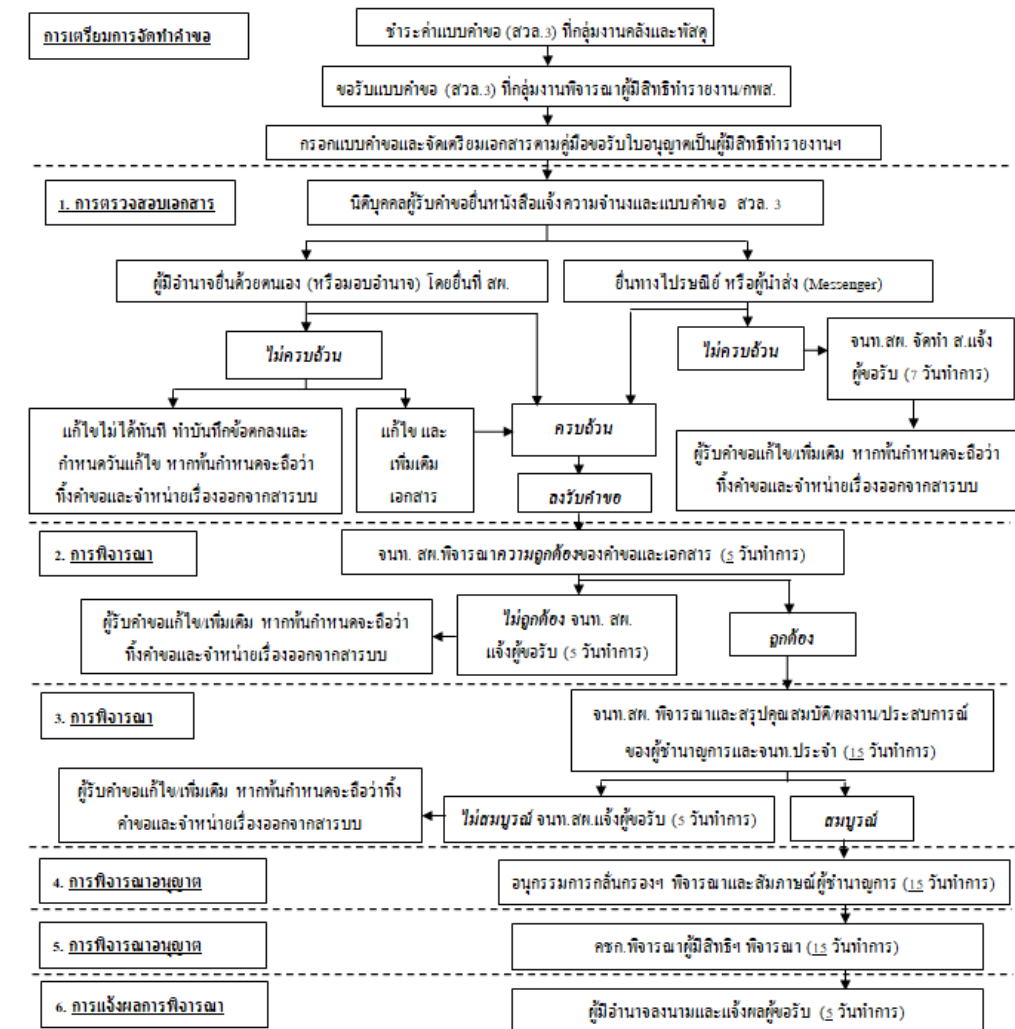 การเตรียมการจัดทำคำขอ
ชำระค่าแบบคำขอ (สวล.3) ที่กลุ่มงานคลังและพัสดุ
ขอรับแบบคำขอ (สวล.3) ที่กลุ่มงานพิจารณาผู้มีสิทธิทำรายงาน/กพส.
กรอกแบบคำขอและจัดเตรียมเอกสารตามคู่มือขอรับใบอนุญาตเป็นผู้มีสิทธิทำรายงานฯ
1. การตรวจสอบเอกสาร
นิติบุคคลผู้รับคำขอยื่นหนังสือแจ้งความจำนงและแบบคำขอ สวล. 3
ผู้มีอำนาจยื่นด้วยตนเอง (หรือมอบอำนาจ) โดยยื่นที่ สผ.
ยื่นทางไปรษณีย์ หรือผู้นำส่ง (Messenger)
ไม่ครบถ้วน
ไม่ครบถ้วน
จนท.สผ. จัดทำ ส.แจ้ง
ผู้ขอรับ (7 วันทำการ)
แก้ไขไม่ได้ทันที ทำบันทึกข้อตกลงและ
กำหนดวันแก้ไข หากพ้นกำหนดจะถือว่า
ทิ้งคำขอและจำหน่ายเรื่องออกจากสารบบ
แก้ไข และ
เพิ่มเติม
เอกสาร
ครบถ้วน
ลงรับคำขอ
ผู้รับคำขอแก้ไข/เพิ่มเติม หากพ้นกำหนดจะถือว่า
ทิ้งคำขอและจำหน่ายเรื่องออกจากสารบบ
2. การพิจารณา
จนท. สผ.พิจารณาความถูกต้องของคำขอและเอกสาร (5 วันทำการ)
ผู้รับคำขอแก้ไข/เพิ่มเติม หากพ้นกำหนดจะถือว่า
ทิ้งคำขอและจำหน่ายเรื่องออกจากสารบบ
ไม่ถูกต้อง จนท. สผ.
แจ้งผู้ขอรับ (5 วันทำการ)
ถูกต้อง
3. การพิจารณา
จนท.สผ. พิจารณาและสรุปคุณสมบัติ/ผลงาน/ประสบการณ์
ของผู้ชำนาญการและจนท.ประจำ (15 วันทำการ)
ผู้รับคำขอแก้ไข/เพิ่มเติม หากพ้นกำหนดจะถือว่าทิ้ง
คำขอและจำหน่ายเรื่องออกจากสารบบ
ไม่สมบูรณ์ จนท.สผ.แจ้งผู้ขอรับ (5 วันทำการ)
สมบูรณ์
4. การพิจารณาอนุญาต
อนุกรรมการกลั่นกรองฯ พิจารณาและสัมภาษณ์ผู้ชำนาญการ (15 วันทำการ)
5. การพิจารณาอนุญาต
คชก.พิจารณาผู้มีสิทธิฯ พิจารณา (15 วันทำการ)
6. การแจ้งผลการพิจารณา
ผู้มีอำนาจลงนามและแจ้งผลผู้ขอรับ (5 วันทำการ)